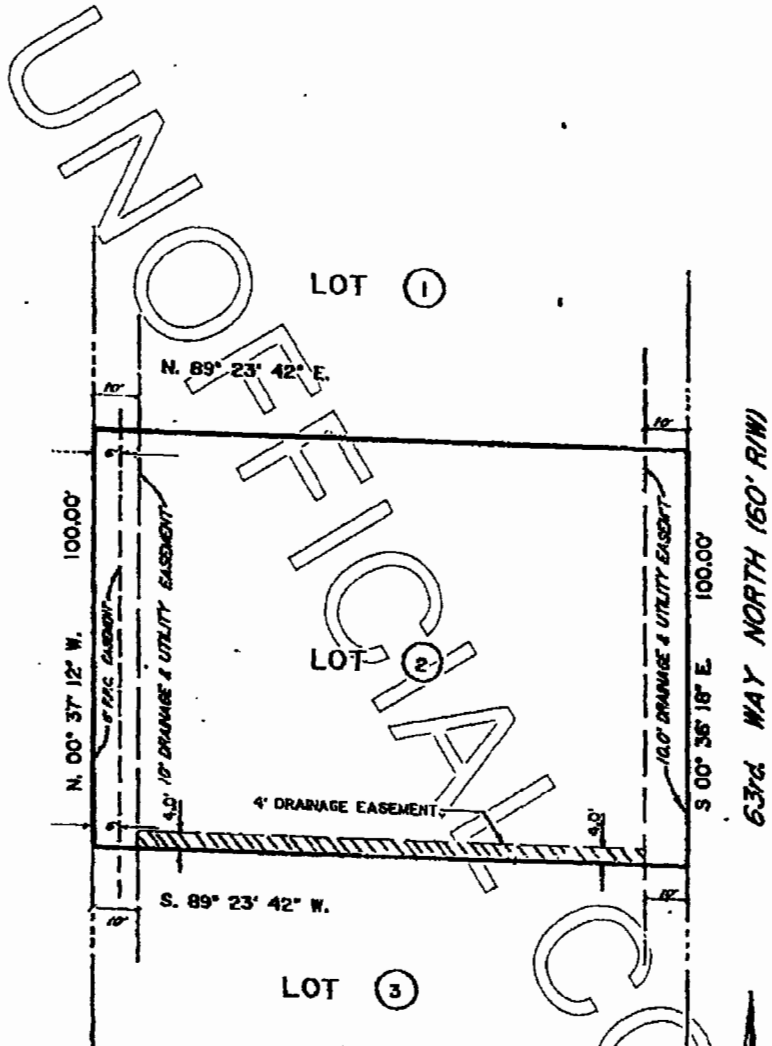 UNOFFICIAL CO
LOT 1
N. 89° 23' 42" E.
10'
10'
6'
100.00'
N. 00° 37' 12" W.
6' F.P.C. EASEMENT
10' DRAINAGE & UTILITY EASEMENT
LOT 2
10.0' DRAINAGE & UTILITY EASEM'T
100.00'
S 00° 36' 18" E.
63rd. WAY NORTH (60' R/W)
4' DRAINAGE EASEMENT
4.0'
4.0'
6'
S. 89° 23' 42" W.
10'
10'
LOT 3